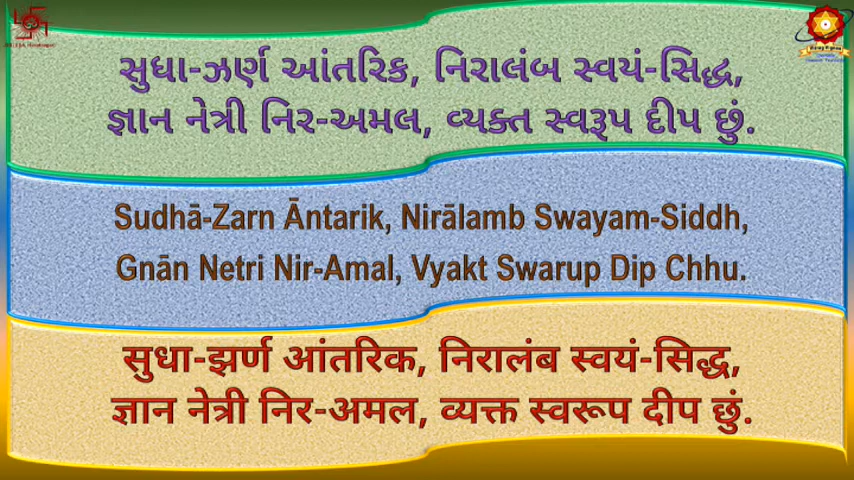 સુધા-ઝર્ણ આંતરિક, નિરાલંબ સ્વયં-સિદ્ધ,
જ્ઞાન નેત્રી નિર-અમલ, વ્યક્ત સ્વરૂપ દીપ છું.
Sudhā-Zarn Āntarik, Nirālamb Swayam-Siddh,
Gnān Netri Nir-Amal, Vyakt Swarup Dip Chhu.
सुधा-झर्ण आंतरिक, निरालंब स्वयं-सिद्ध,
ज्ञान नेत्री निर-अमल, व्यक्त स्वरूप दीप छुं.